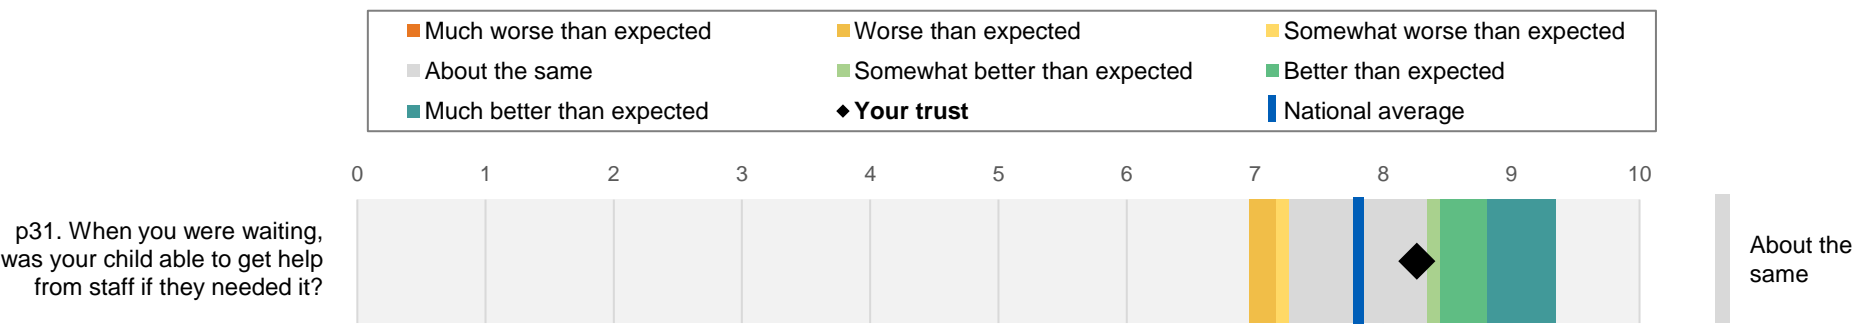 Much worse than expected
Worse than expected
Somewhat worse than expected
About the same
Somewhat better than expected
Better than expected
Much better than expected
Your trust
National average
0 1 2 3 4 5 6 7 8 9 10
p31. When you were waiting,
was your child able to get help
from staff if they needed it?
About the
same